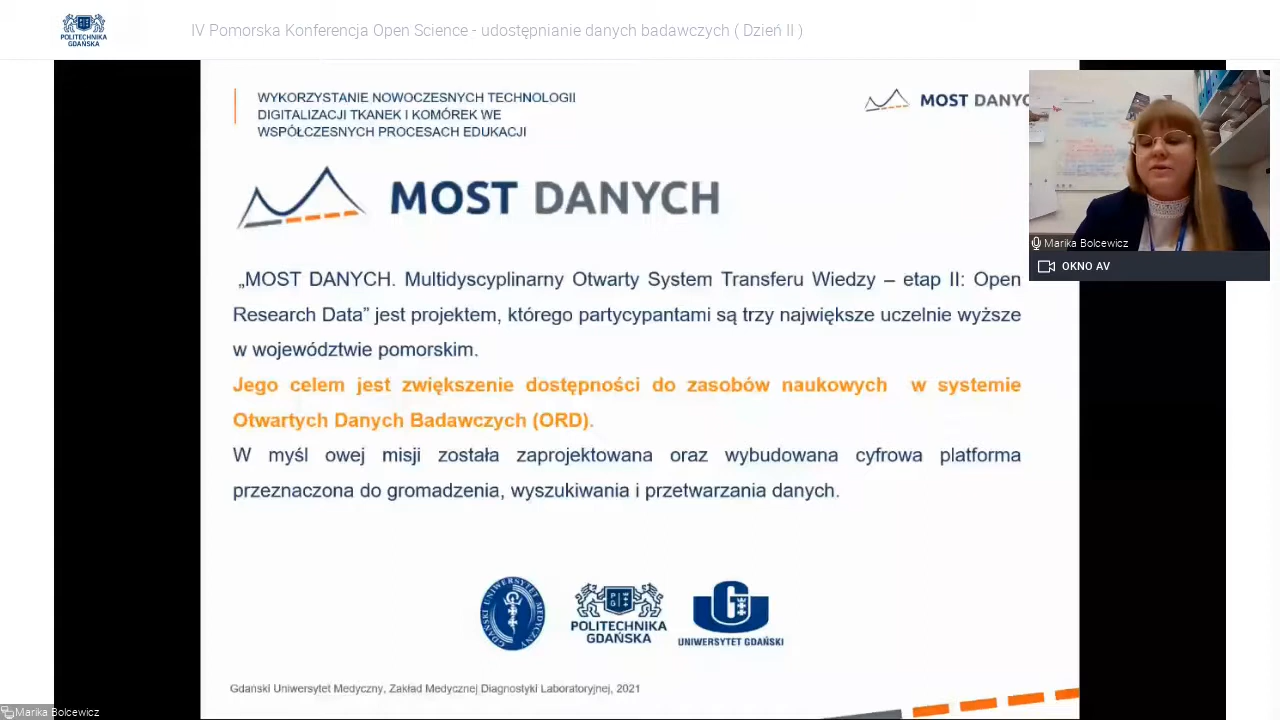 POLITECHNIKA
GDAŃSKA
IV Pomorska Konferencja Open Science - udostępnianie danych badawczych ( Dzień II )
WYKORZYSTANIE NOWOCZESNYCH TECHNOLOGII
DIGITALIZACJI TKANEK I KOMÓREK WE
WSPÓŁCZESNYCH PROCESACH EDUKACJI
MOST DANYC
MOST DANYCH
„MOST DANYCH. Multidyscyplinarny Otwarty System Transferu Wiedzy – etap II: Open
Research Data” jest projektem, którego partycypantami są trzy największe uczelnie wyższe
w województwie pomorskim.
Jego celem jest zwiększenie dostępności do zasobów naukowych w systemie
Otwartych Danych Badawczych (ORD).
W myśl owej misji została zaprojektowana oraz wybudowana cyfrowa platforma
przeznaczona do gromadzenia, wyszukiwania i przetwarzania danych.
GDAŃSKI UNIWERSYTET MEDYCZNY
P G
POLITECHNIKA
GDAŃSKA
G
UNIWERSYTET GDAŃSKI
Gdański Uniwersytet Medyczny, Zakład Medycznej Diagnostyki Laboratoryjnej, 2021
Marika Bolcewicz
OKNO AV
Marika Bolcewicz